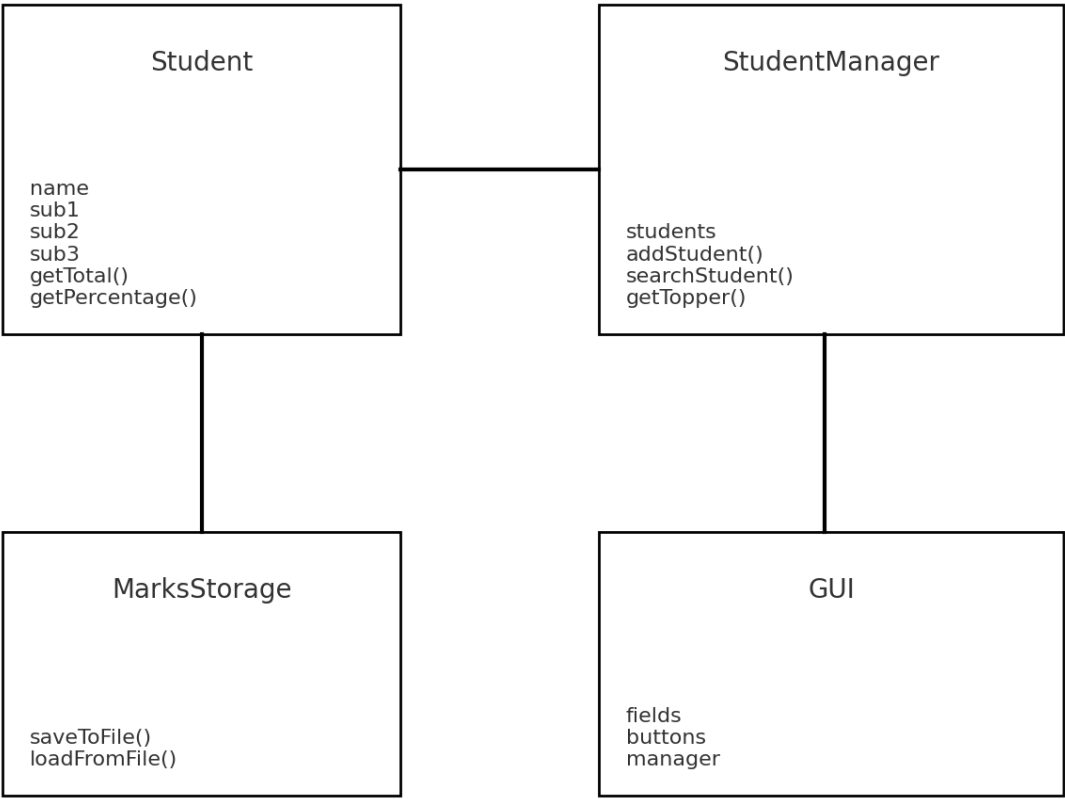 Student
name
sub1
sub2
sub3
getTotal()
getPercentage()
StudentManager
students
addStudent()
searchStudent()
getTopper()
MarksStorage
saveToFile()
loadFromFile()
GUI
fields
buttons
manager